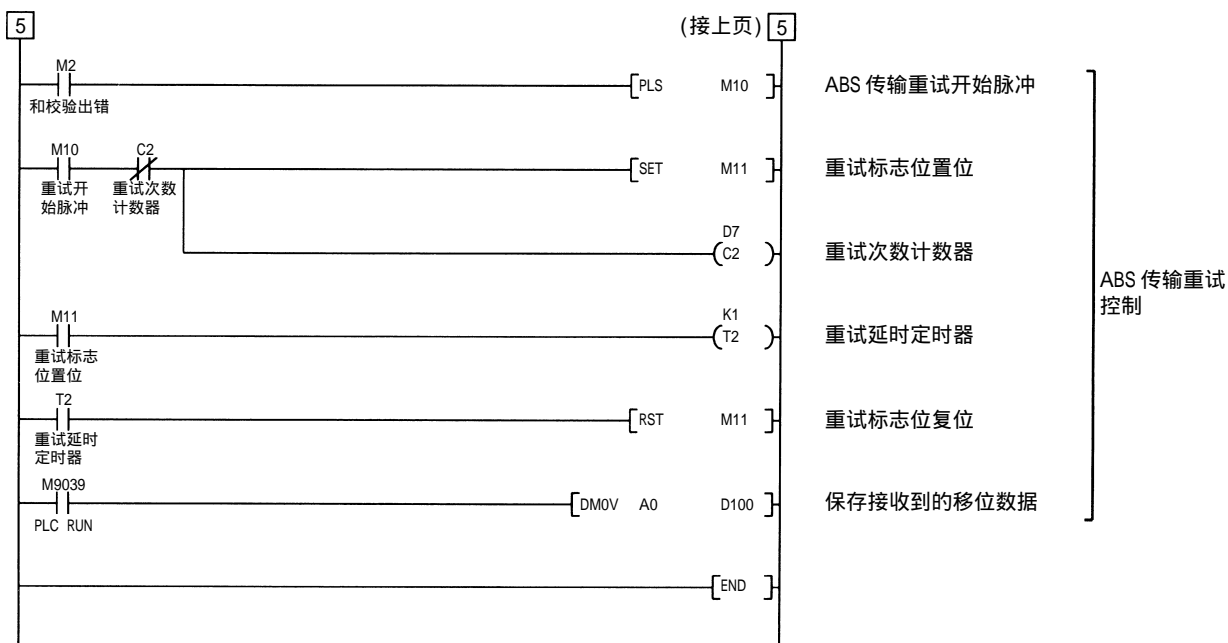 5 (接上页) 5
M2
PLS M10 ABS 传输重试开始脉冲
和校验出错
M10 C2
SET M11 重试标志位置位
重试开 重试次数
始脉冲 计数器
D7
C2 重试次数计数器
ABS 传输重试
控制
M11 K1
T2 重试延时定时器
重试标志
位置位
T2
RST M11 重试标志位复位
重试延时
定时器
M9039
DM0V A0 D100 保存接收到的移位数据
PLC RUN
END